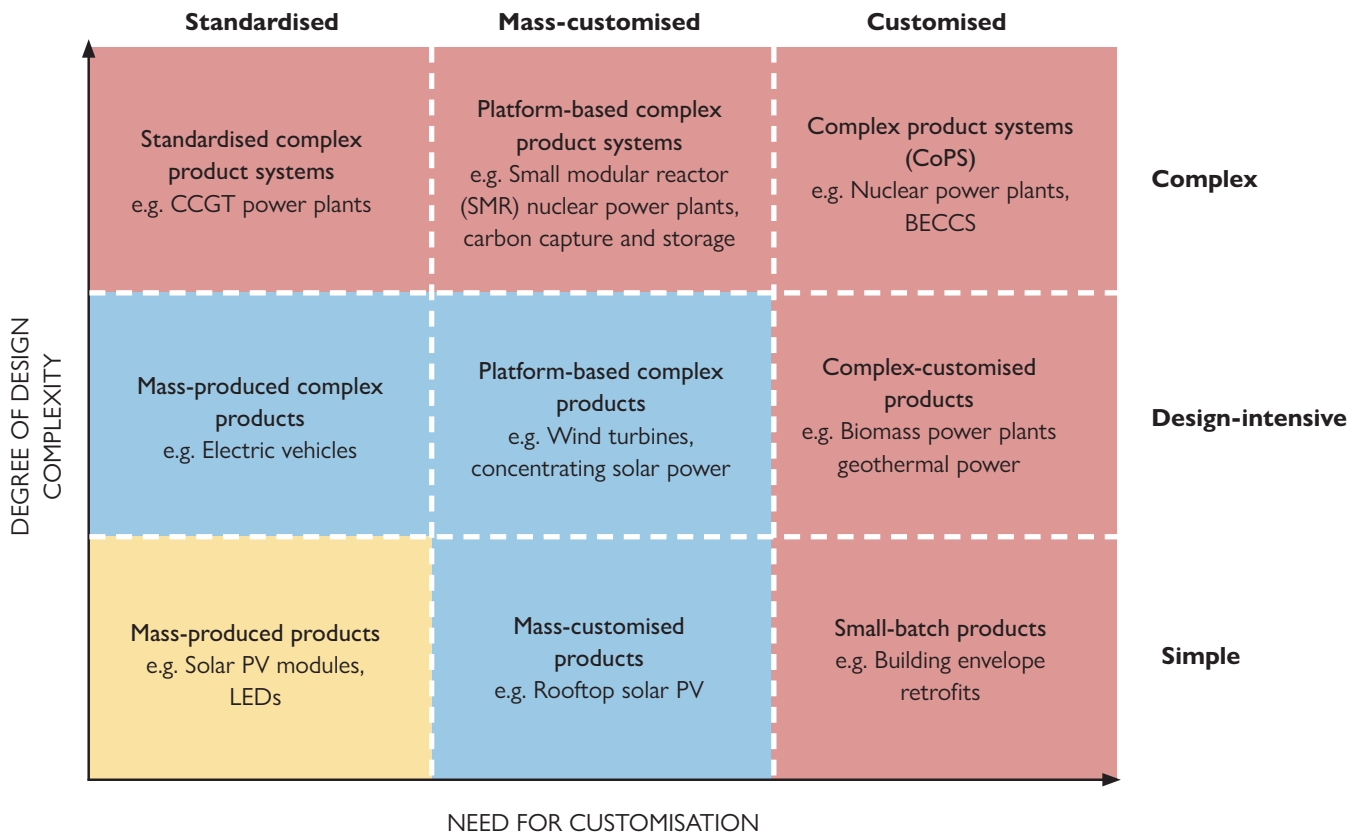 Standardised
Mass-customised
Customised
Standardised complex
product systems
e.g. CCGT power plants
Platform-based complex
product systems
e.g. Small modular reactor
(SMR) nuclear power plants,
carbon capture and storage
Complex product systems
(CoPS)
e.g. Nuclear power plants,
BECCS
Complex
Mass-produced complex
products
e.g. Electric vehicles
Platform-based complex
products
e.g. Wind turbines,
concentrating solar power
Complex-customised
products
e.g. Biomass power plants
geothermal power
Design-intensive
Mass-produced products
e.g. Solar PV modules,
LEDs
Mass-customised
products
e.g. Rooftop solar PV
Small-batch products
e.g. Building envelope
retrofits
Simple
DEGREE OF DESIGN
COMPLEXITY
NEED FOR CUSTOMISATION